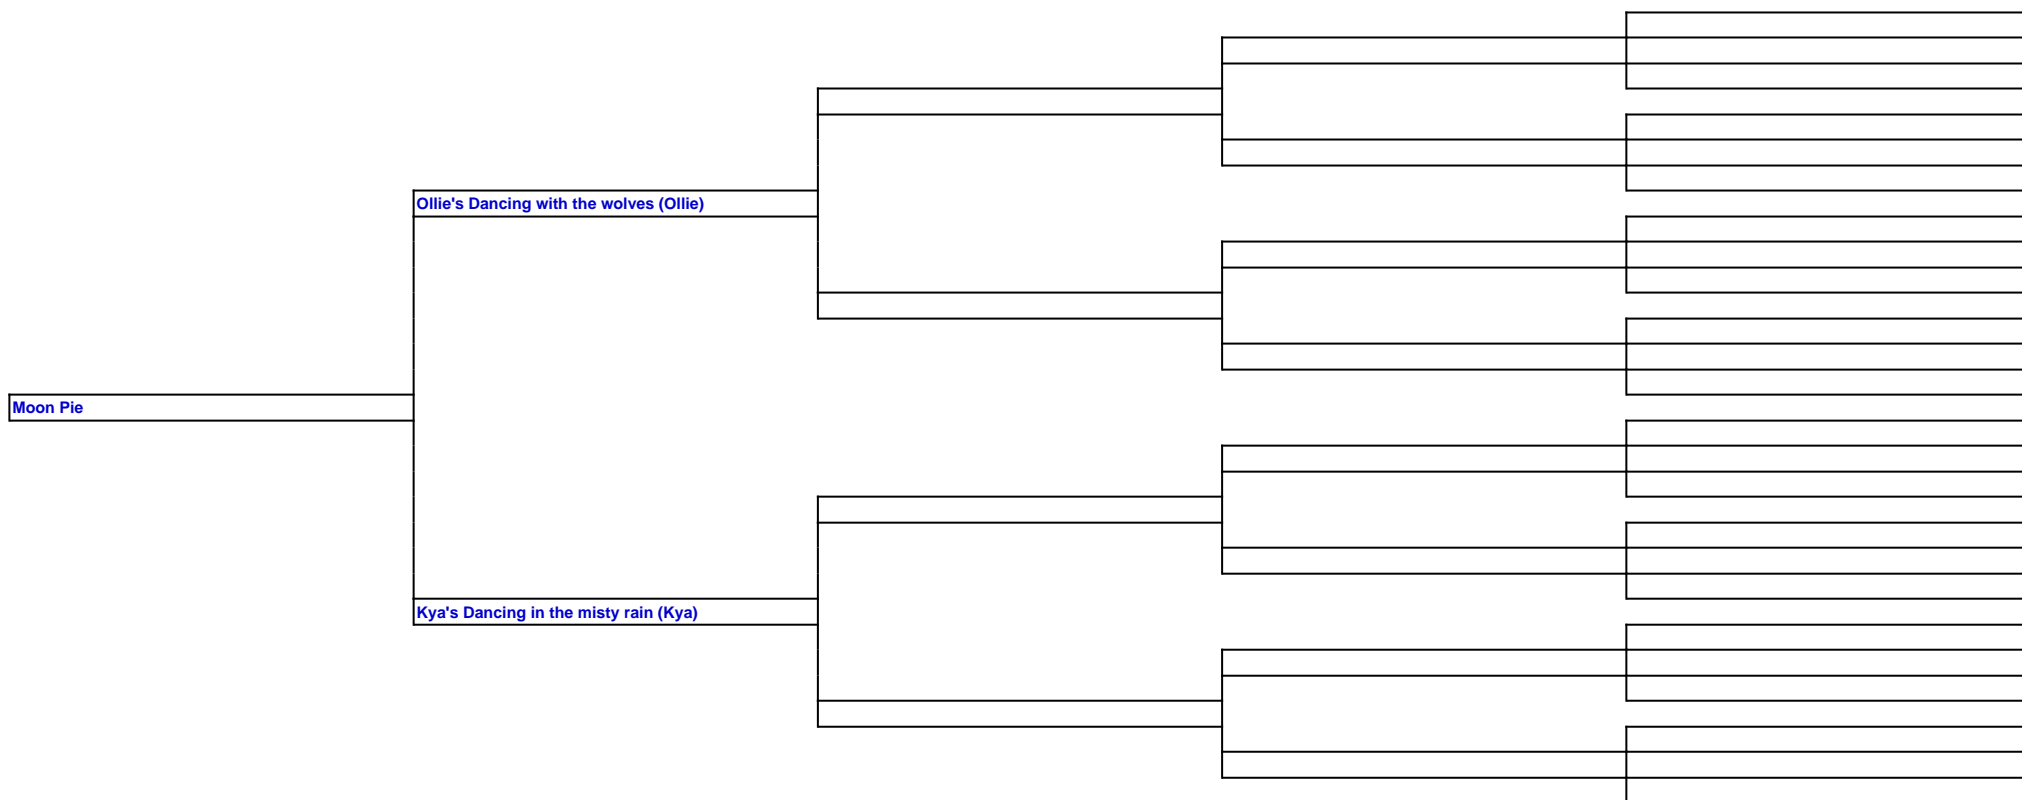 Ollie's Dancing with the wolves (Ollie)
Moon Pie
Kya's Dancing in the misty rain (Kya)